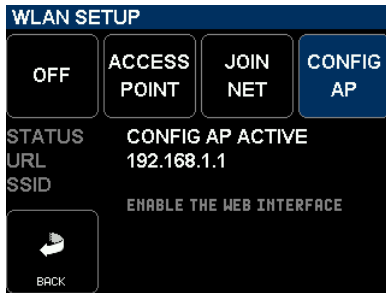 WLAN SETUP
OFF
ACCESS POINT
JOIN NET
CONFIG AP
STATUS CONFIG AP ACTIVE
URL 192.168.1.1
SSID
ENABLE THE WEB INTERFACE
BACK